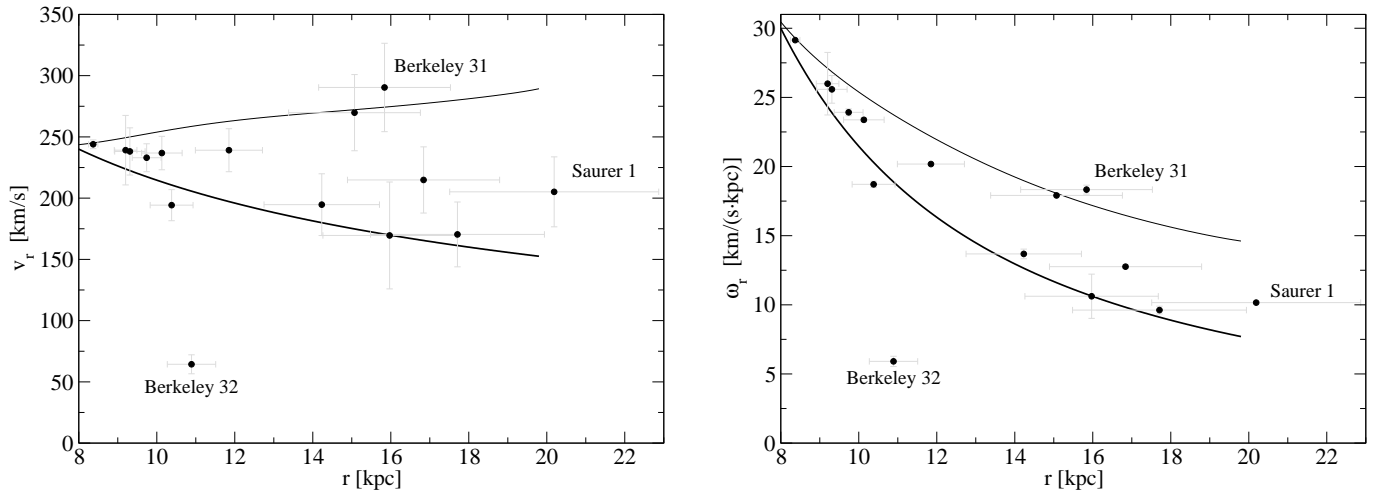 350
300
250
200
150
100
50
0
v_r [km/s]
Berkeley 31
Saurer 1
Berkeley 32
8 10 12 14 16 18 20 22
r [kpc]
30
25
20
15
10
5
0
ω_r [km/(s·kpc)]
Berkeley 31
Saurer 1
Berkeley 32
8 10 12 14 16 18 20 22
r [kpc]